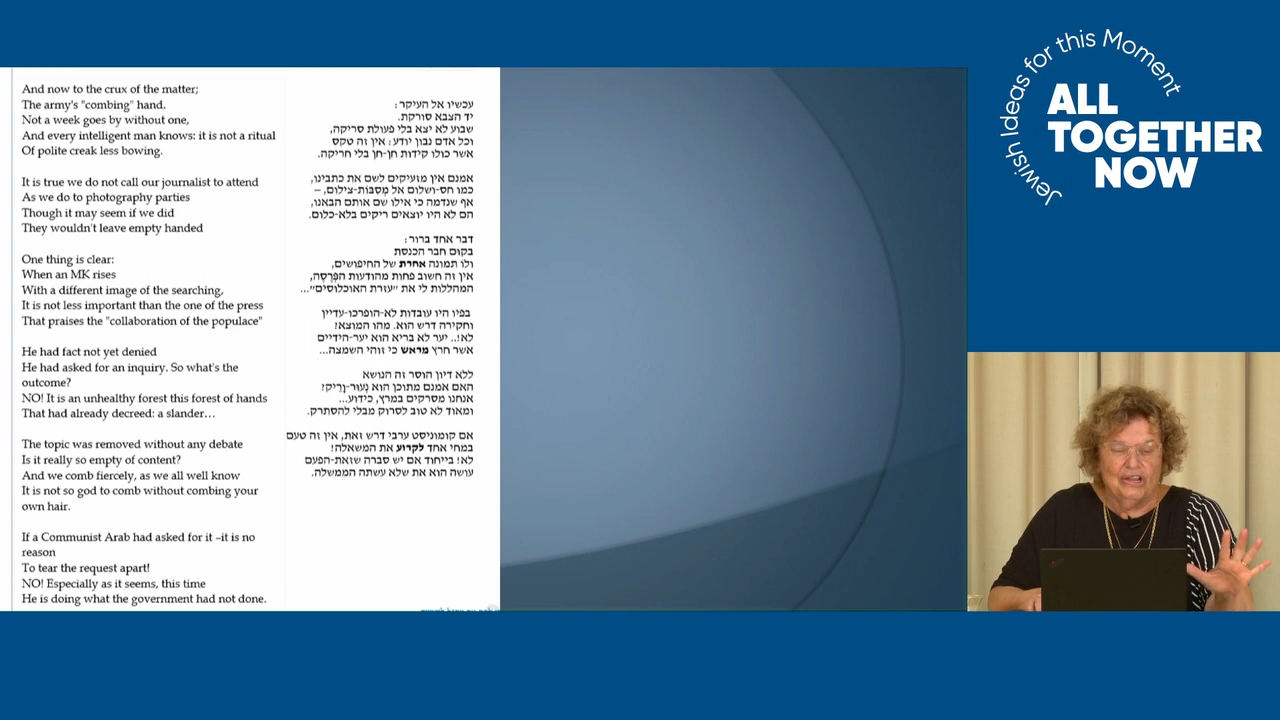 And now to the crux of the matter;
The army's "combing" hand.
Not a week goes by without one,
And every intelligent man knows: it is not a ritual
Of polite creak less bowing.
It is true we do not call our journalist to attend
As we do to photography parties
Though it may seem if we did
They wouldn't leave empty handed
One thing is clear:
When an MK rises
With a different image of the searching,
It is not less important than the one of the press
That praises the "collaboration of the populace"
He had fact not yet denied
He had asked for an inquiry. So what's the
outcome?
NO! It is an unhealthy forest this forest of hands
That had already decreed: a slander…
The topic was removed without any debate
Is it really so empty of content?
And we comb fiercely, as we all well know
It is not so god to comb without combing your
own hair.
If a Communist Arab had asked for it –it is no
reason
To tear the request apart!
NO! Especially as it seems, this time
He is doing what the government had not done.
עכשיו אל העיקר:
יד הצבא סורקת.
שבוע לא יצא בלי פעולת סריקה,
וכל אדם נבון יודע: אין זה טקס
אשר כולו קידות חן-חן בלי חריקה.
אמנם אין מזעיקים לשם את כתבינו,
כמו חס-ושלום אל מְסִבּוֹת-צילום, –
אף שנדמה כי אילו שם אותם הבאנו,
הם לא היו יוצאים ריקים בלא-כלום.
דבר אחד ברור:
בקום חבר הכנסת
ולו תמונה אחרת של החיפושים,
אין זה חשוב פחות מהודעות הפְּרֶסָה,
המהללות לי את "עזרת האוכלוסים"...
בפיו היו עובדות לא-הופרכו-עדיין
וחקירה דרש הוא. מהו המוצא?
לא!.. יער לא בריא הוא יער-הידיים
אשר חרץ מראש כי זוהי השמצה...
ללא דיון הוסר זה הנושא
האם אמנם מתוכן הוא נָעוּר-וָרֵיק?
אנחנו מסרקים במרץ, כידוע...
ומאוד לא טוב לסרוק מבלי להסתרק.
אם קומוניסט ערבי דרש זאת, אין זה טעם
במחי אחד לקרוע את המשאלה!
לא! בייחוד אם יש סברה שזאת-הפעם
עושה הוא את שלא עשתה הממשלה.
Jewish Ideas for this Moment
ALL
TOGETHER
NOW